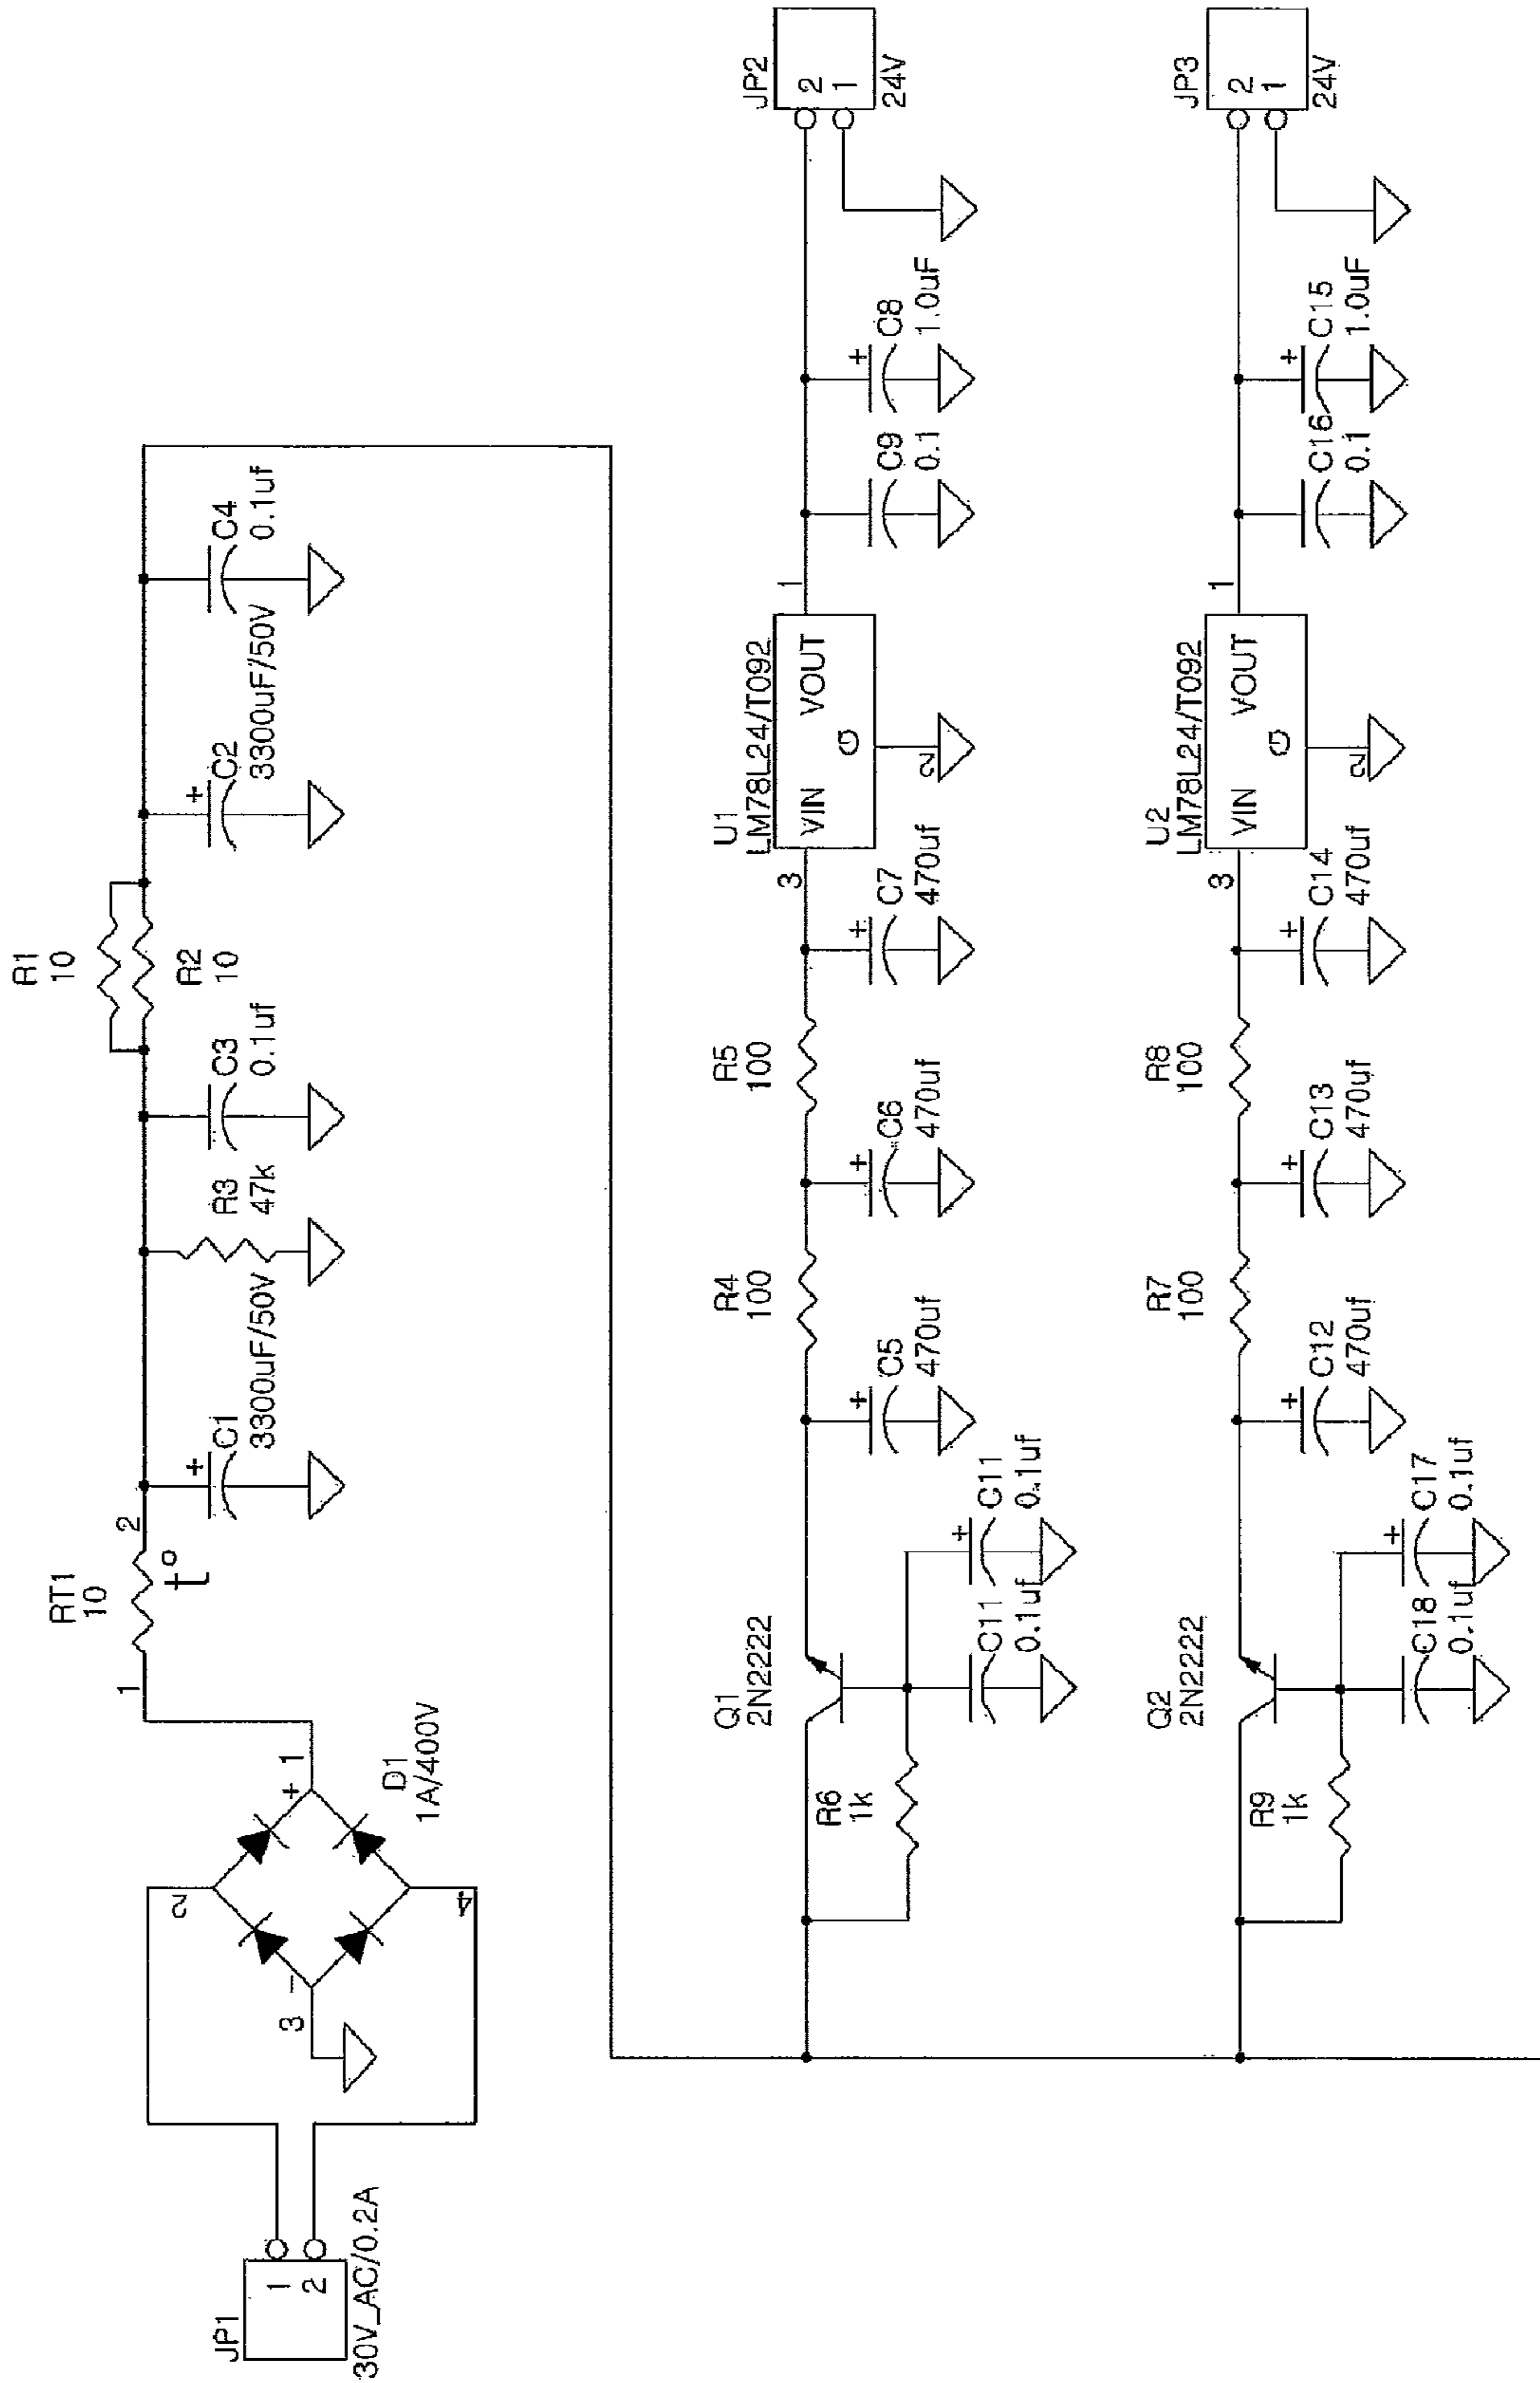 JP1
1
2
30V_AC/0.2A
2
4
3
-
+
1
D1
1A/400V
RT1
10
1
2
t°
+
C1
3300uF/50V
R3
47k
C3
0.1uf
R1
10
R2
10
+
C2
3300uF/50V
C4
0.1uf
Q1
2N2222
R6
1k
C11
0.1uf
+
C11
0.1uf
+
C5
470uf
R4
100
+
C6
470uf
R5
100
+
C7
470uf
U1
LM78L24/T092
3
VIN
VOUT
G
2
1
C9
0.1
+
C8
1.0uF
JP2
2
1
24V
Q2
2N2222
R9
1k
C18
0.1uf
+
C17
0.1uf
+
C12
470uf
R7
100
+
C13
470uf
R8
100
+
C14
470uf
U2
LM78L24/T092
3
VIN
VOUT
G
2
1
C16
0.1
+
C15
1.0uF
JP3
2
1
24V